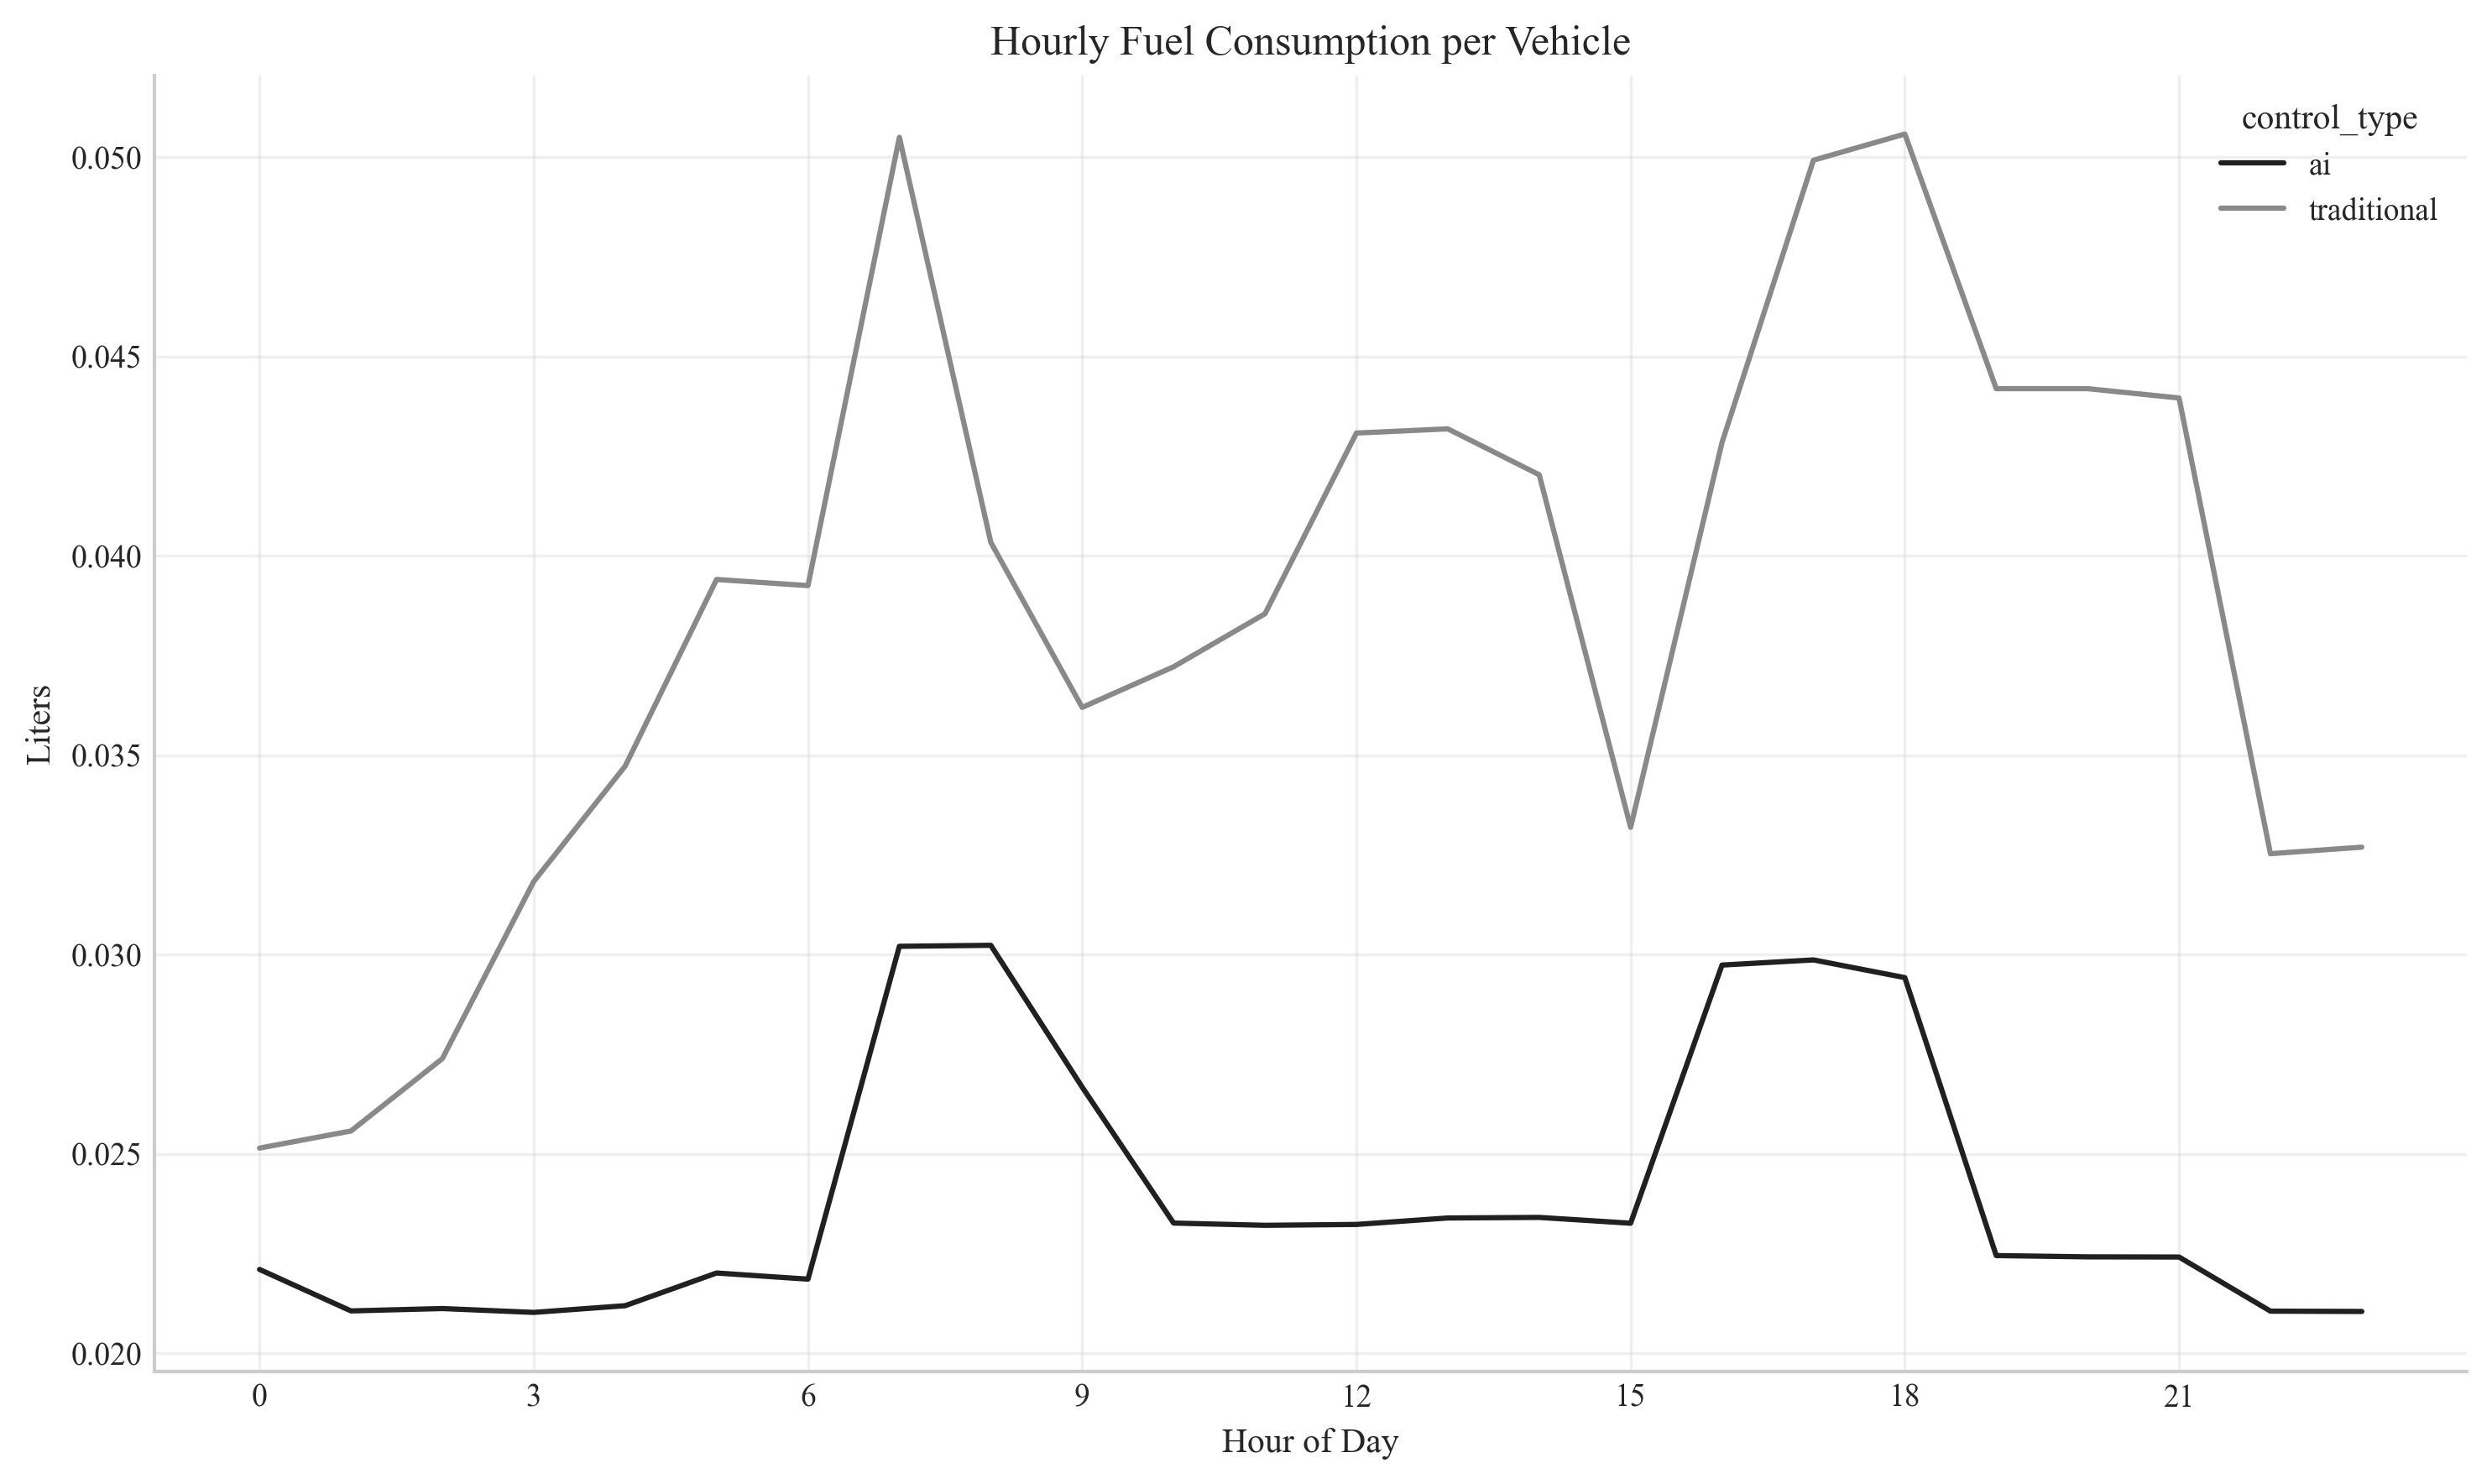 Hourly Fuel Consumption per Vehicle
control_type
ai
traditional
0.050
0.045
0.040
0.035
0.030
0.025
0.020
Liters
0 3 6 9 12 15 18 21
Hour of Day